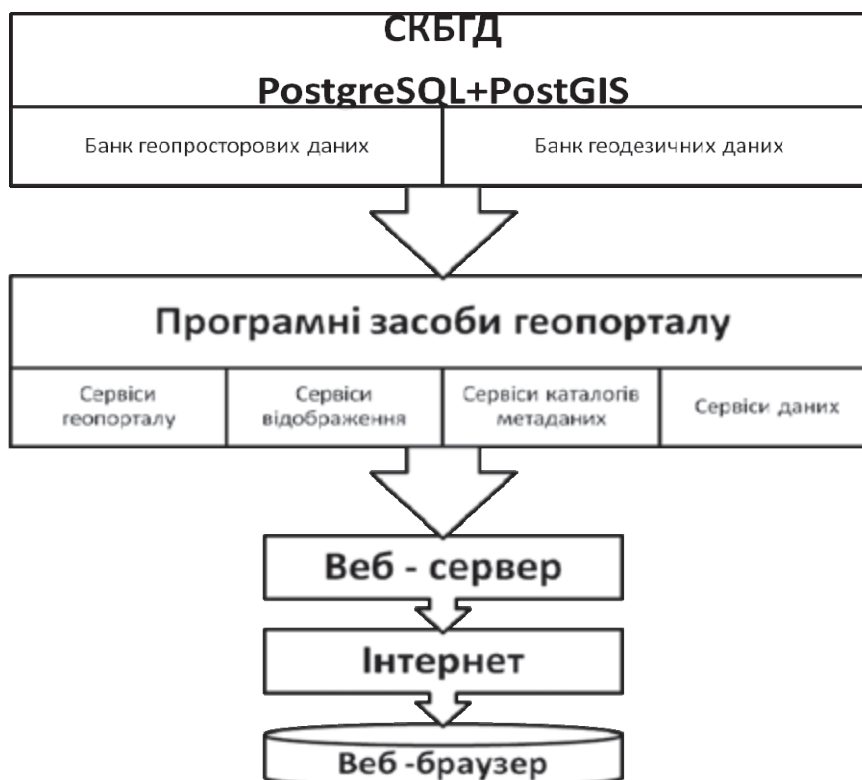 СКБГД
PostgreSQL+PostGIS
Банк геопросторових даних
Банк геодезичних даних
Програмні засоби геопорталу
Сервіси
геопорталу
Сервіси
відображення
Сервіси каталогів
метаданих
Сервіси даних
Веб - сервер
Інтернет
Веб -браузер